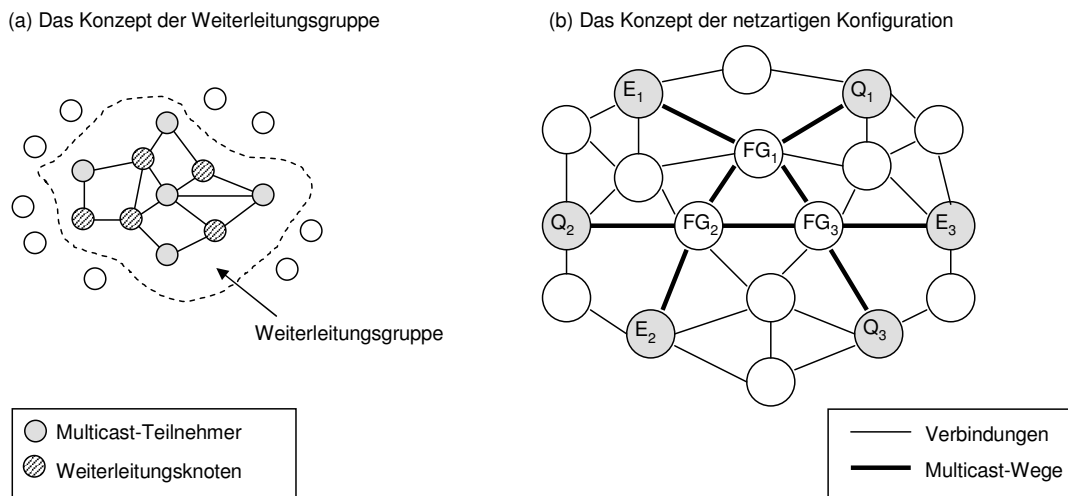 (a) Das Konzept der Weiterleitungsgruppe
(b) Das Konzept der netzartigen Konfiguration
E1
Q1
FG1
Q2
FG2
FG3
E3
E2
Q3
Weiterleitungsgruppe
Multicast-Teilnehmer
Weiterleitungsknoten
Verbindungen
Multicast-Wege